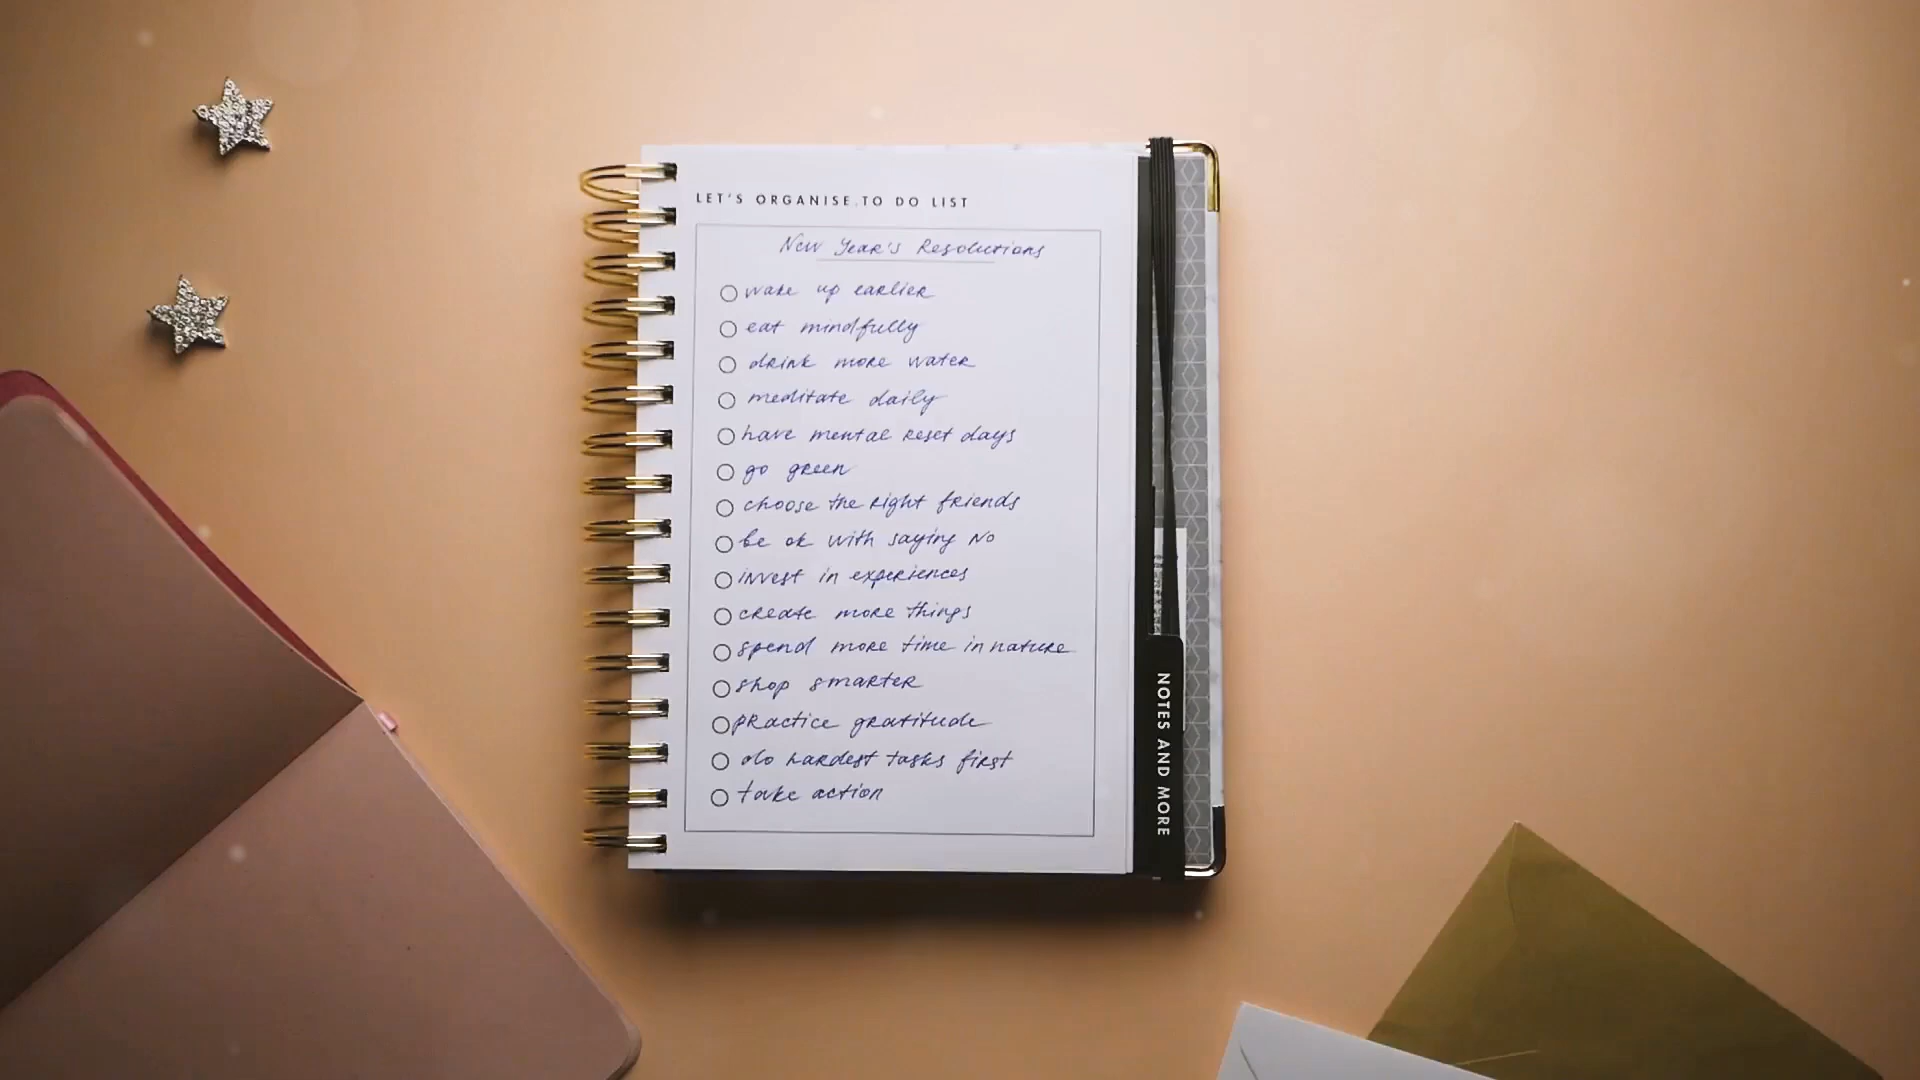 LET'S ORGANISE.TO DO LIST
New Year's Resolutions
wake up earlier
eat mindfully
drink more water
meditate daily
have mental reset days
go green
choose the right friends
be ok with saying NO
invest in experiences
create more things
spend more time in nature
shop smarter
practice gratitude
do hardest tasks first
take action
NOTES AND MORE